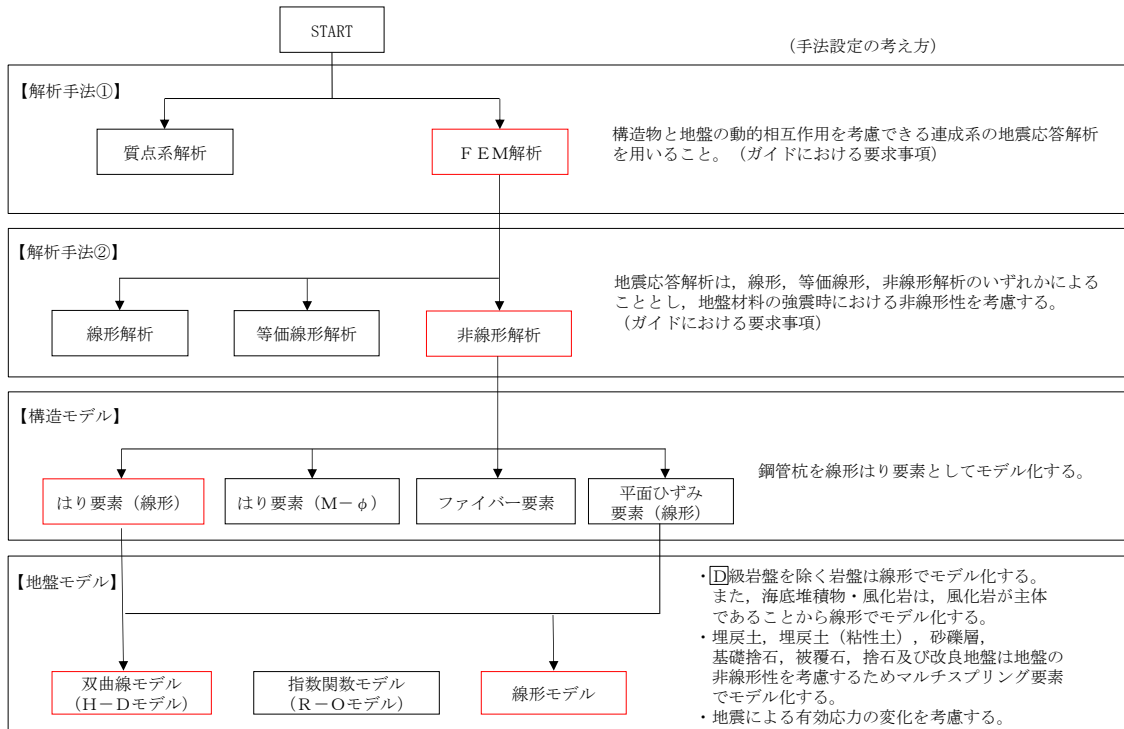 START
（手法設定の考え方）
【解析手法①】
質点系解析
ＦＥＭ解析
構造物と地盤の動的相互作用を考慮できる連成系の地震応答解析
を用いること。（ガイドにおける要求事項）
【解析手法②】
線形解析
等価線形解析
非線形解析
地震応答解析は，線形，等価線形，非線形解析のいずれかによる
こととし，地盤材料の強震時における非線形性を考慮する。
（ガイドにおける要求事項）
【構造モデル】
はり要素（線形）
はり要素（Ｍ－φ）
ファイバー要素
平面ひずみ
要素（線形）
鋼管杭を線形はり要素としてモデル化する。
【地盤モデル】
双曲線モデル
（Ｈ－Ｄモデル）
指数関数モデル
（Ｒ－Ｏモデル）
線形モデル
・D級岩盤を除く岩盤は線形でモデル化する。
また，海底堆積物・風化岩は，風化岩が主体
であることから線形でモデル化する。
・埋戻土，埋戻土（粘性土），砂礫層，
基礎捨石，被覆石，捨石及び改良地盤は地盤の
非線形性を考慮するためマルチスプリング要素
でモデル化する。
・地震による有効応力の変化を考慮する。